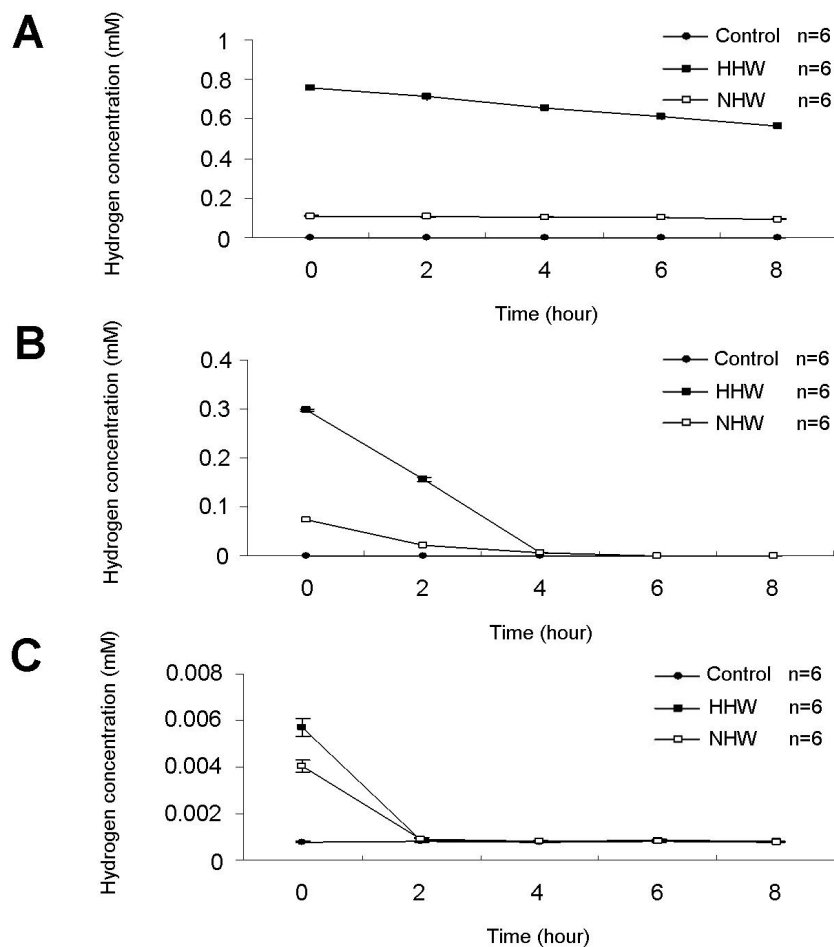 A
Hydrogen concentration (mM)
1
0.8
0.6
0.4
0.2
0
0 2 4 6 8
Time (hour)
Control n=6
HHW n=6
NHW n=6
B
Hydrogen concentration (mM)
0.4
0.3
0.2
0.1
0
0 2 4 6 8
Time (hour)
Control n=6
HHW n=6
NHW n=6
C
Hydrogen concentration (mM)
0.008
0.006
0.004
0.002
0
0 2 4 6 8
Time (hour)
Control n=6
HHW n=6
NHW n=6